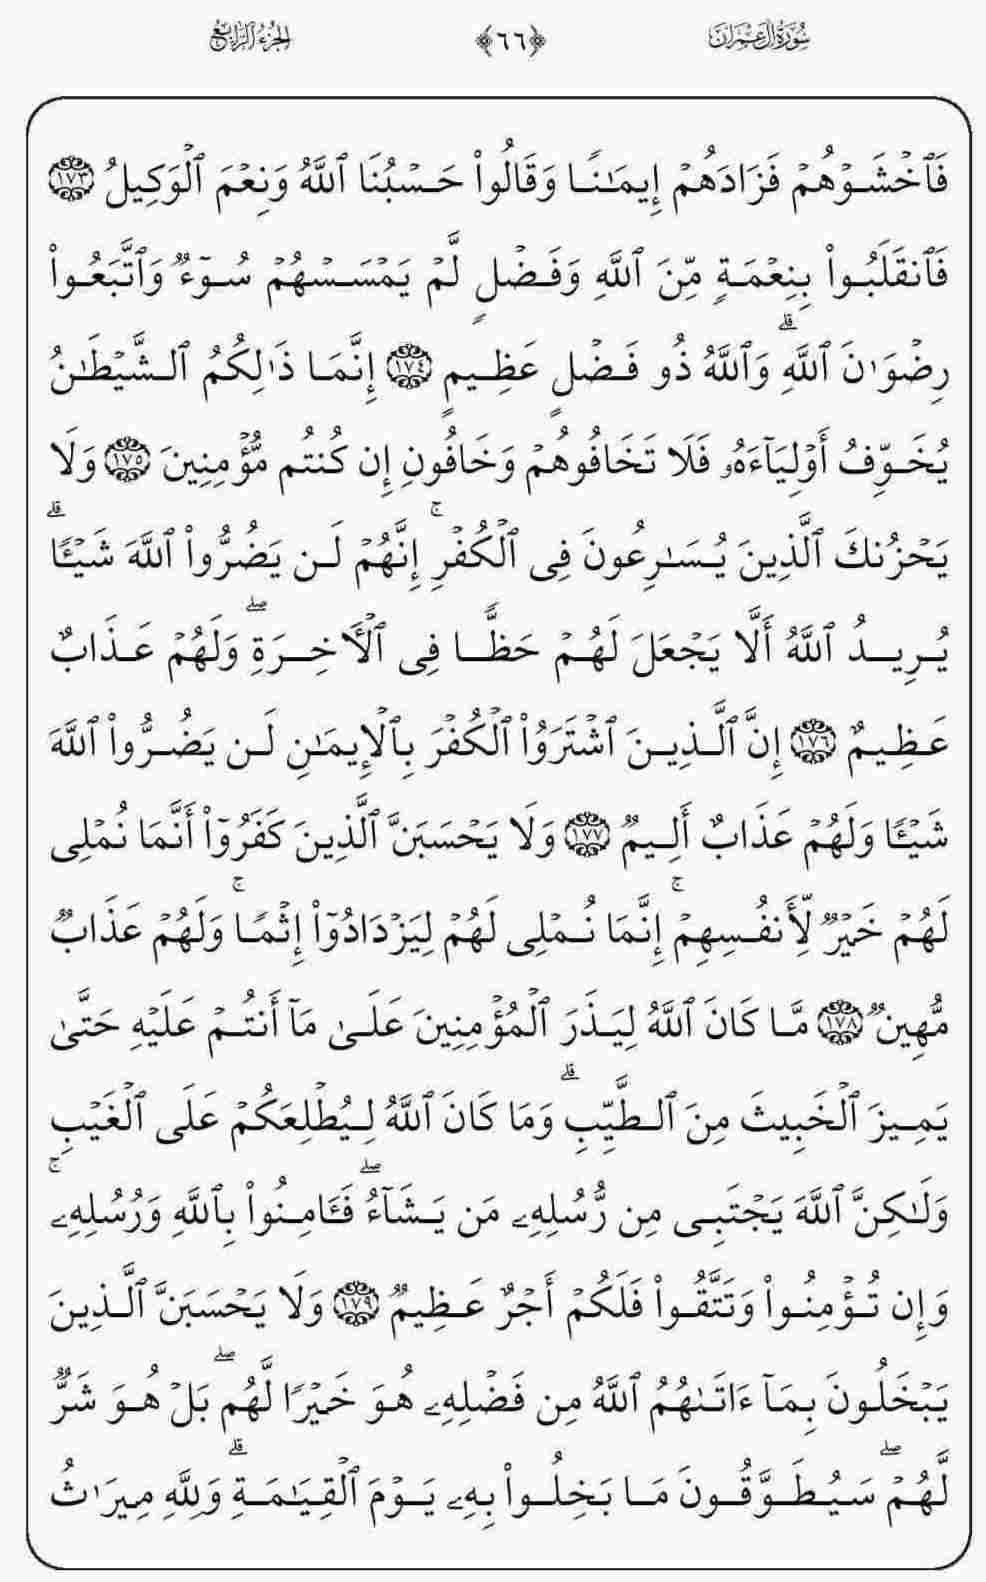 سُورَةُ آلِ عِمْرَانَ ﴿٦٦﴾ الجُزْءُ الرَّابِعُ
فَٱخْشَوْهُمْ فَزَادَهُمْ إِيمَـٰنًا وَقَالُوا۟ حَسْبُنَا ٱللَّهُ وَنِعْمَ ٱلْوَكِيلُ ١٧٣
فَٱنقَلَبُوا۟ بِنِعْمَةٍ مِّنَ ٱللَّهِ وَفَضْلٍ لَّمْ يَمْسَسْهُمْ سُوٓءٌ وَٱتَّبَعُوا۟
رِضْوَٰنَ ٱللَّهِ ۗ وَٱللَّهُ ذُو فَضْلٍ عَظِيمٍ ١٧٤ إِنَّمَا ذَٰلِكُمُ ٱلشَّيْطَـٰنُ
يُخَوِّفُ أَوْلِيَآءَهُۥ فَلَا تَخَافُوهُمْ وَخَافُونِ إِن كُنتُم مُّؤْمِنِينَ ١٧٥ وَلَا
يَحْزُنكَ ٱلَّذِينَ يُسَـٰرِعُونَ فِى ٱلْكُفْرِ ۚ إِنَّهُمْ لَن يَضُرُّوا۟ ٱللَّهَ شَيْـًٔا ۗ
يُرِيدُ ٱللَّهُ أَلَّا يَجْعَلَ لَهُمْ حَظًّا فِى ٱلْـَٔاخِرَةِ ۖ وَلَهُمْ عَذَابٌ
عَظِيمٌ ١٧٦ إِنَّ ٱلَّذِينَ ٱشْتَرَوُا۟ ٱلْكُفْرَ بِٱلْإِيمَـٰنِ لَن يَضُرُّوا۟ ٱللَّهَ
شَيْـًٔا وَلَهُمْ عَذَابٌ أَلِيمٌ ١٧٧ وَلَا يَحْسَبَنَّ ٱلَّذِينَ كَفَرُوٓا۟ أَنَّمَا نُمْلِى
لَهُمْ خَيْرٌ لِّأَنفُسِهِمْ ۚ إِنَّمَا نُمْلِى لَهُمْ لِيَزْدَادُوٓا۟ إِثْمًا ۚ وَلَهُمْ عَذَابٌ
مُّهِينٌ ١٧٨ مَّا كَانَ ٱللَّهُ لِيَذَرَ ٱلْمُؤْمِنِينَ عَلَىٰ مَآ أَنتُمْ عَلَيْهِ حَتَّىٰ
يَمِيزَ ٱلْخَبِيثَ مِنَ ٱلطَّيِّبِ ۗ وَمَا كَانَ ٱللَّهُ لِيُطْلِعَكُمْ عَلَى ٱلْغَيْبِ
وَلَـٰكِنَّ ٱللَّهَ يَجْتَبِى مِن رُّسُلِهِۦ مَن يَشَآءُ ۖ فَـَٔامِنُوا۟ بِٱللَّهِ وَرُسُلِهِۦ ۚ
وَإِن تُؤْمِنُوا۟ وَتَتَّقُوا۟ فَلَكُمْ أَجْرٌ عَظِيمٌ ١٧٩ وَلَا يَحْسَبَنَّ ٱلَّذِينَ
يَبْخَلُونَ بِمَآ ءَاتَىٰهُمُ ٱللَّهُ مِن فَضْلِهِۦ هُوَ خَيْرًا لَّهُم ۖ بَلْ هُوَ شَرٌّ
لَّهُمْ ۖ سَيُطَوَّقُونَ مَا بَخِلُوا۟ بِهِۦ يَوْمَ ٱلْقِيَـٰمَةِ ۗ وَلِلَّهِ مِيرَٰثُ